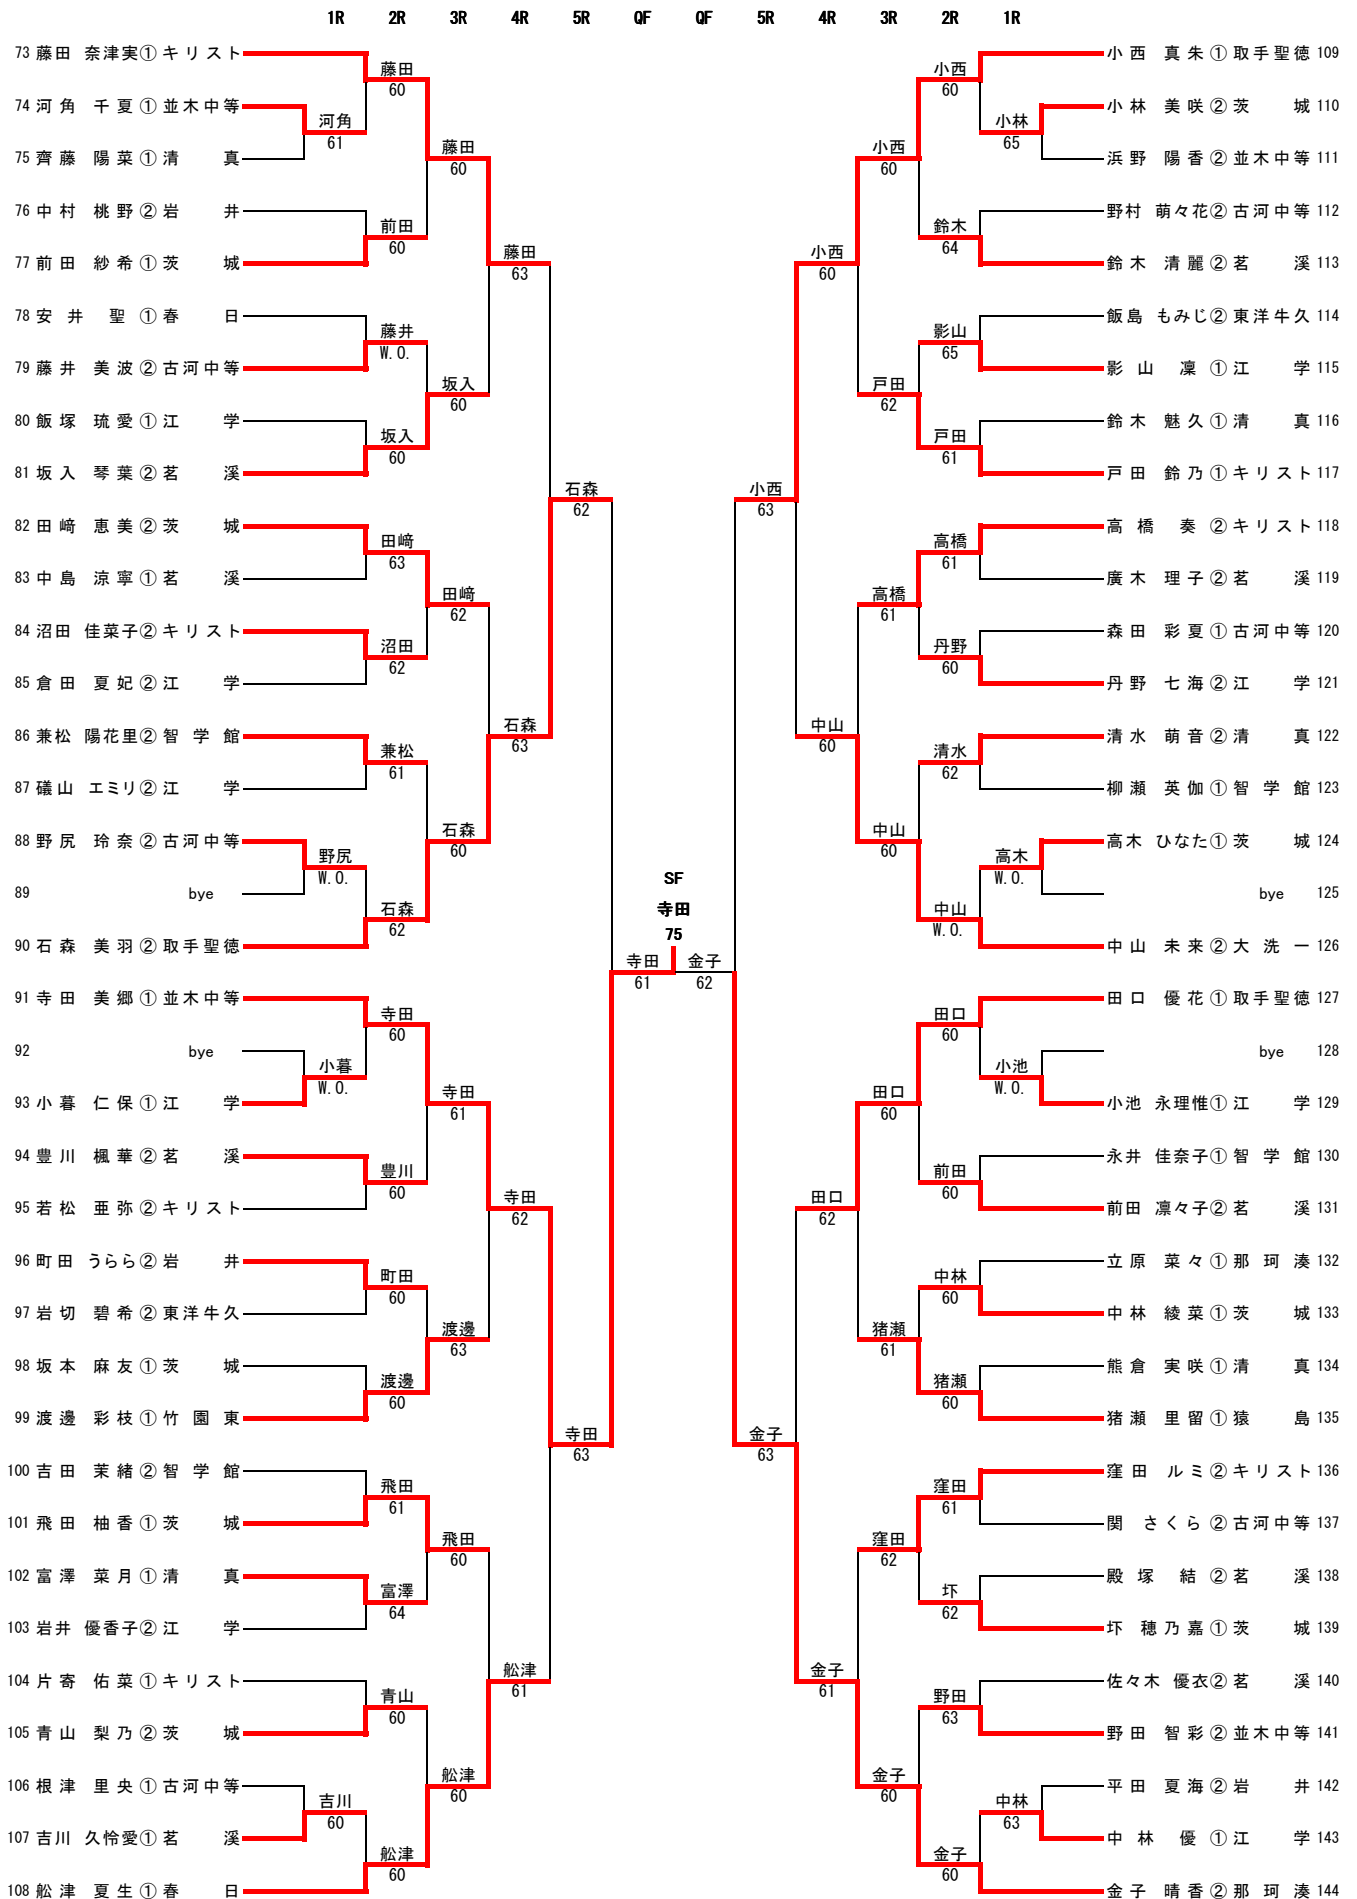 1R 2R 3R 4R 5R QF QF 5R 4R 3R 2R 1R
73 藤田 奈津実① キリスト
74 河角 千夏① 並木中等
75 齊藤 陽菜① 清真
76 中村 桃野② 岩井
77 前田 紗希① 茨城
78 安井 聖① 春日
79 藤井 美波② 古河中等
80 飯塚 琉愛① 江学
81 坂入 琴葉② 茗溪
82 田﨑 恵美② 茨城
83 中島 涼寧① 茗溪
84 沼田 佳菜子② キリスト
85 倉田 夏妃② 江学
86 兼松 陽花里② 智学館
87 礒山 エミリ② 江学
88 野尻 玲奈② 古河中等
89 bye
90 石森 美羽② 取手聖徳
91 寺田 美郷① 並木中等
92 bye
93 小暮 仁保① 江学
94 豊川 楓華② 茗溪
95 若松 亜弥② キリスト
96 町田 うらら② 岩井
97 岩切 碧希② 東洋牛久
98 坂本 麻友① 茨城
99 渡邊 彩枝① 竹園東
100 吉田 茉緒② 智学館
101 飛田 柚香① 茨城
102 富澤 菜月① 清真
103 岩井 優香子② 江学
104 片寄 佑菜① キリスト
105 青山 梨乃② 茨城
106 根津 里央① 古河中等
107 吉川 久怜愛① 茗溪
108 舩津 夏生① 春日
河角
61
野尻
W.O.
小暮
W.O.
吉川
60
藤田
60
前田
60
藤井
W.O.
坂入
60
田﨑
63
沼田
62
兼松
61
石森
62
寺田
60
豊川
60
町田
60
渡邊
60
飛田
61
富澤
64
青山
60
舩津
60
藤田
60
坂入
60
田﨑
62
石森
60
寺田
61
渡邊
63
飛田
60
舩津
60
藤田
63
石森
63
寺田
62
舩津
61
石森
62
寺田
63
寺田
61
SF
寺田
75
金子
62
小西
63
金子
63
小西
60
中山
60
田口
62
金子
61
小西
60
戸田
62
高橋
61
中山
60
田口
60
猪瀬
61
窪田
62
金子
60
小西
60
鈴木
64
影山
65
戸田
61
高橋
61
丹野
60
清水
62
中山
W.O.
田口
60
前田
60
中林
60
猪瀬
60
窪田
61
圷
62
野田
63
金子
60
小林
65
高木
W.O.
小池
W.O.
中林
63
小西 真朱① 取手聖徳 109
小林 美咲② 茨城 110
浜野 陽香② 並木中等 111
野村 萌々花② 古河中等 112
鈴木 清麗② 茗溪 113
飯島 もみじ② 東洋牛久 114
影山 凜① 江学 115
鈴木 魅久① 清真 116
戸田 鈴乃① キリスト 117
高橋 奏② キリスト 118
廣木 理子② 茗溪 119
森田 彩夏① 古河中等 120
丹野 七海② 江学 121
清水 萌音② 清真 122
柳瀬 英伽① 智学館 123
高木 ひなた① 茨城 124
bye 125
中山 未来② 大洗一 126
田口 優花① 取手聖徳 127
bye 128
小池 永理惟① 江学 129
永井 佳奈子① 智学館 130
前田 凛々子② 茗溪 131
立原 菜々① 那珂湊 132
中林 綾菜① 茨城 133
熊倉 実咲① 清真 134
猪瀬 里留① 猿島 135
窪田 ルミ② キリスト 136
関 さくら② 古河中等 137
殿塚 結② 茗溪 138
圷 穂乃嘉① 茨城 139
佐々木 優衣② 茗溪 140
野田 智彩② 並木中等 141
平田 夏海② 岩井 142
中林 優① 江学 143
金子 晴香② 那珂湊 144